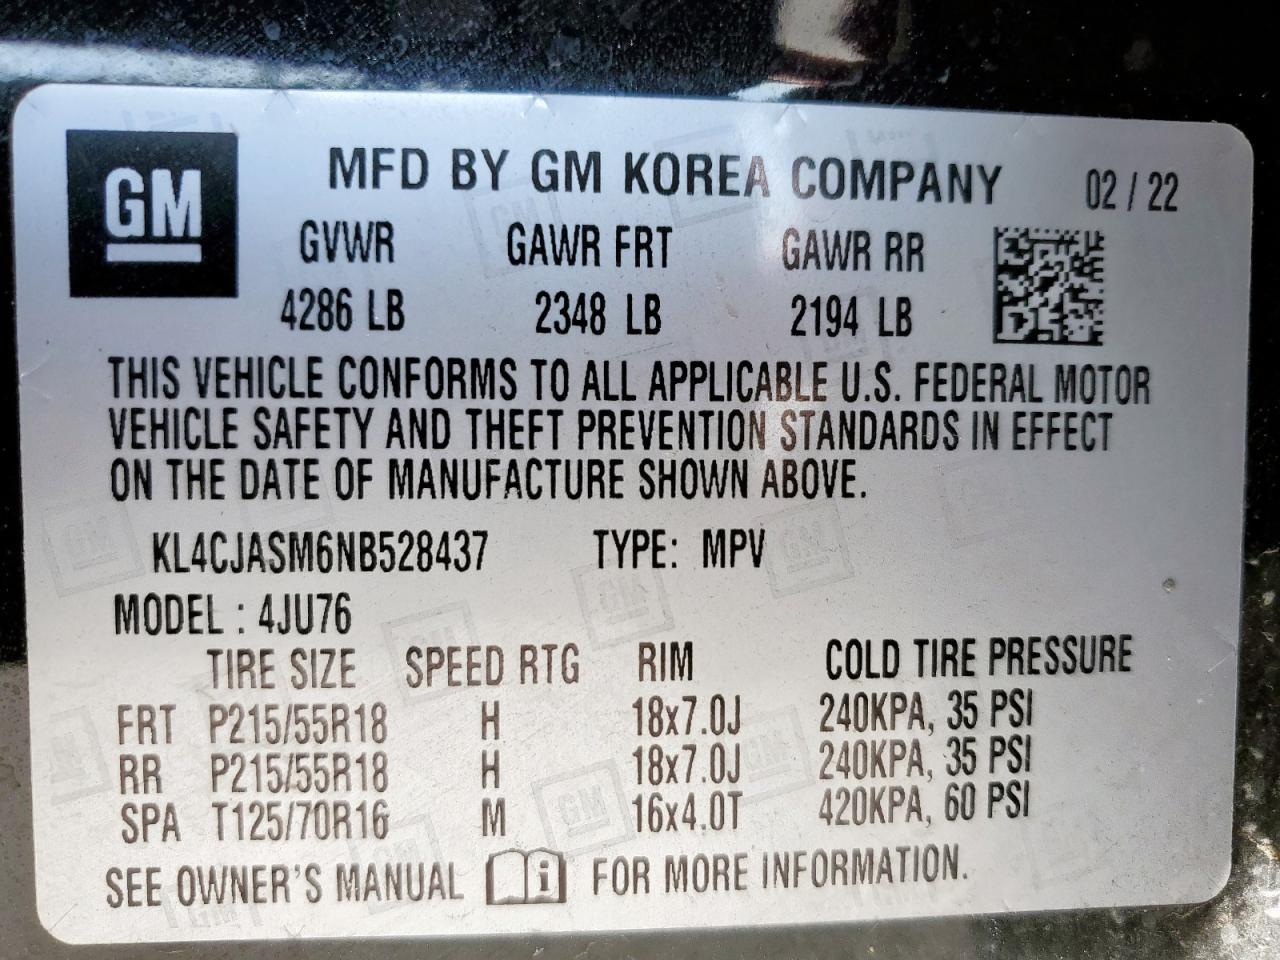 GM
MFD BY GM KOREA COMPANY 02 / 22
GVWR GAWR FRT GAWR RR
4286 LB 2348 LB 2194 LB
THIS VEHICLE CONFORMS TO ALL APPLICABLE U.S. FEDERAL MOTOR
VEHICLE SAFETY AND THEFT PREVENTION STANDARDS IN EFFECT
ON THE DATE OF MANUFACTURE SHOWN ABOVE.
KL4CJASM6NB528437 TYPE: MPV
MODEL : 4JU76
TIRE SIZE SPEED RTG RIM COLD TIRE PRESSURE
FRT P215/55R18 H 18x7.0J 240KPA, 35 PSI
RR P215/55R18 H 18x7.0J 240KPA, 35 PSI
SPA T125/70R16 M 16x4.0T 420KPA, 60 PSI
SEE OWNER'S MANUAL i FOR MORE INFORMATION.